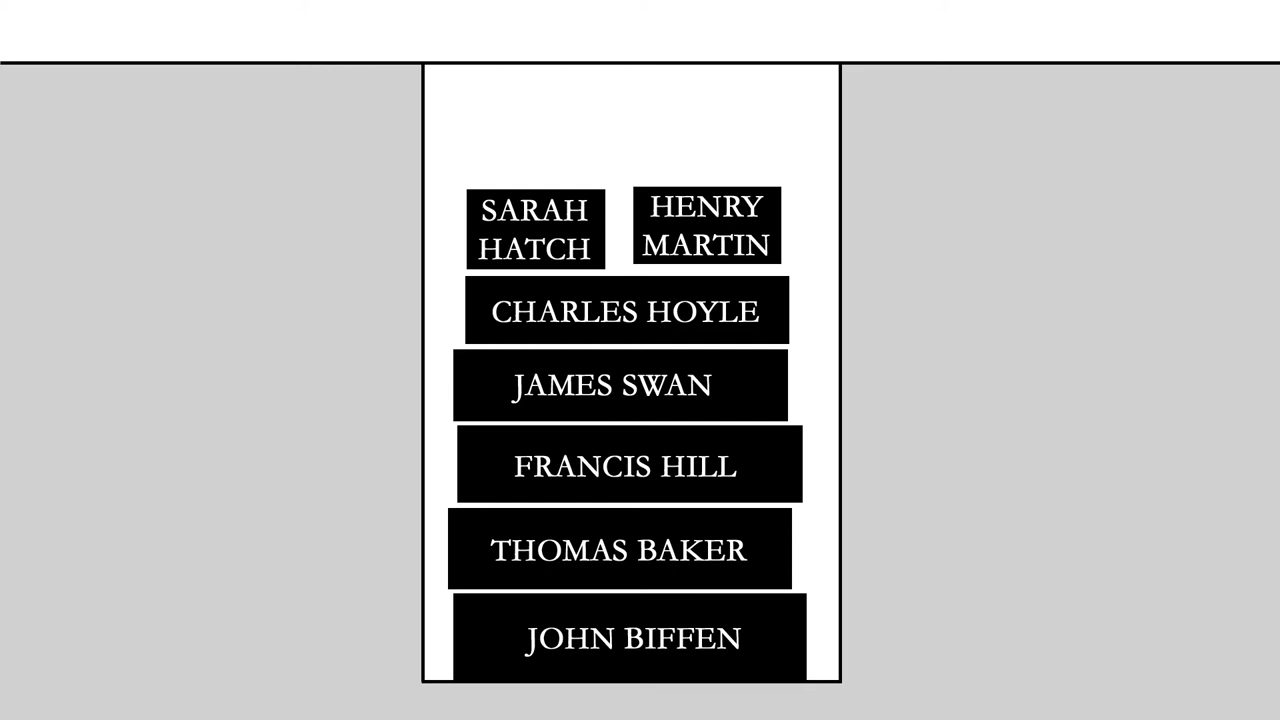 SARAH
HATCH
HENRY
MARTIN
CHARLES HOYLE
JAMES SWAN
FRANCIS HILL
THOMAS BAKER
JOHN BIFFEN